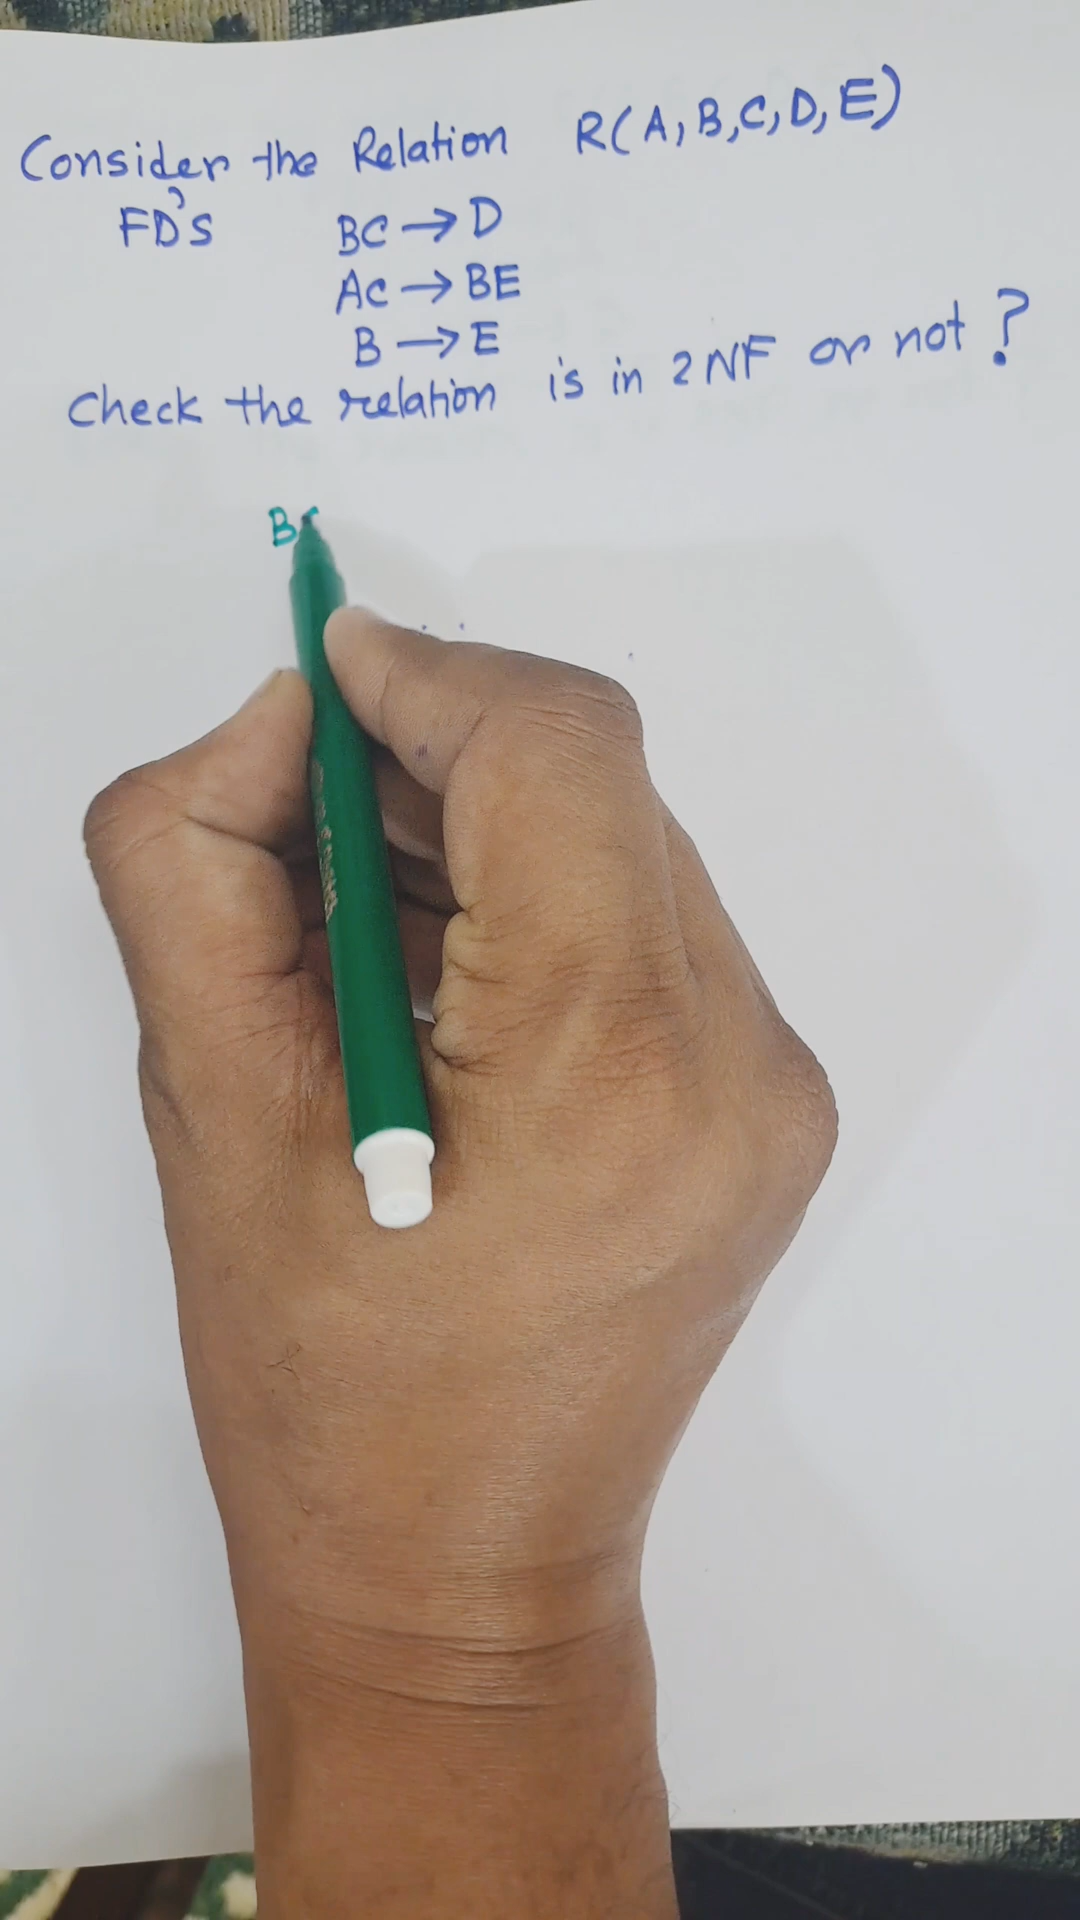 Consider the Relation R(A,B,C,D,E)
FD'S BC → D
AC → BE
B → E
Check the relation is in 2NF or not ?
B